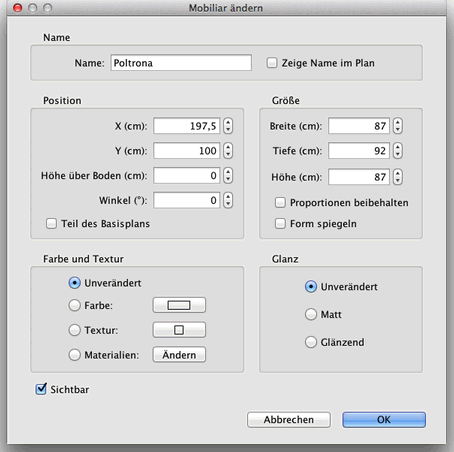 Mobiliar ändern
Name
Name: Poltrona Zeige Name im Plan
Position
X (cm): 197,5
Y (cm): 100
Höhe über Boden (cm): 0
Winkel (°): 0
Teil des Basisplans
Größe
Breite (cm): 87
Tiefe (cm): 92
Höhe (cm): 87
Proportionen beibehalten
Form spiegeln
Farbe und Textur
Unverändert
Farbe:
Textur:
Materialien: Ändern
Glanz
Unverändert
Matt
Glänzend
Sichtbar
Abbrechen OK